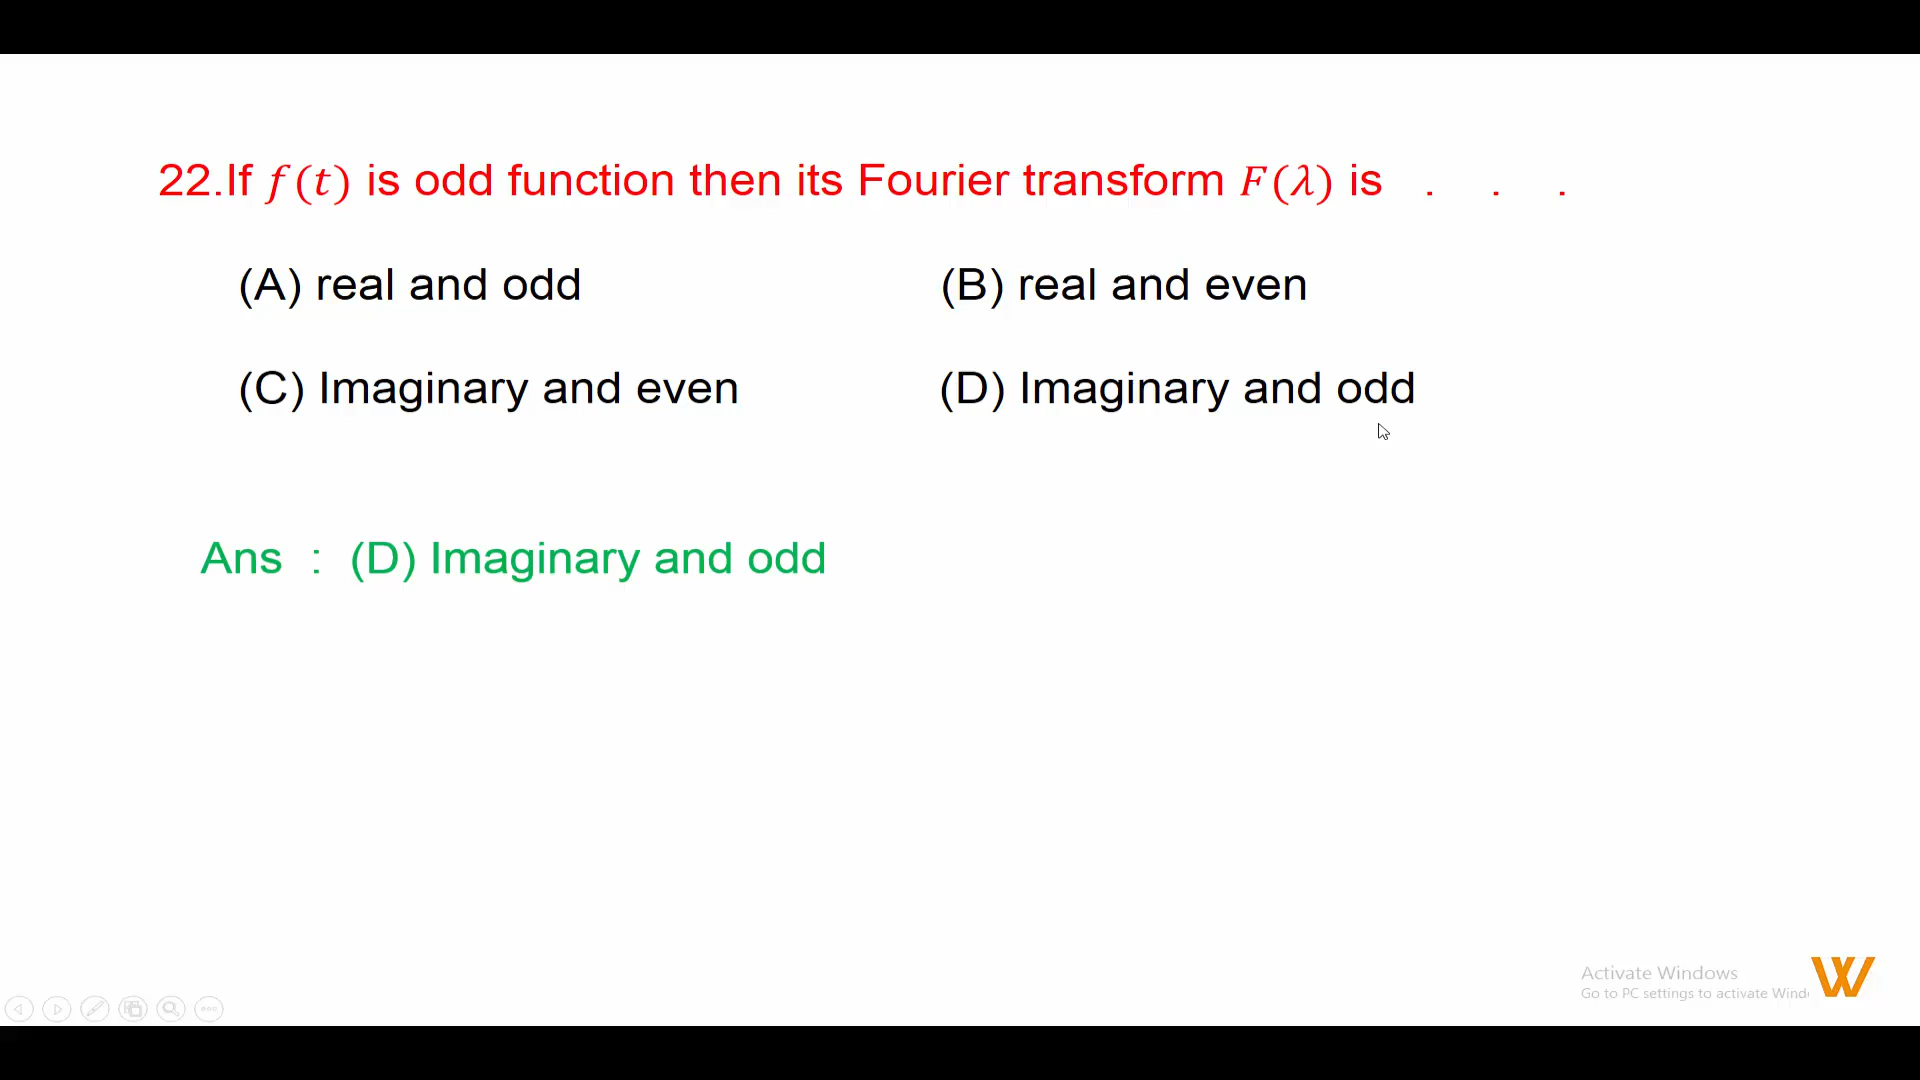 22.If f(t) is odd function then its Fourier transform F(λ) is . . .
(A) real and odd
(B) real and even
(C) Imaginary and even
(D) Imaginary and odd
Ans : (D) Imaginary and odd
Activate Windows
Go to PC settings to activate Wind